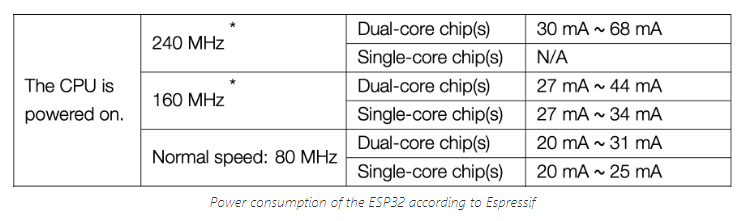 The CPU is
powered on.
240 MHz *
Dual-core chip(s) 30 mA ~ 68 mA
Single-core chip(s) N/A
160 MHz *
Dual-core chip(s) 27 mA ~ 44 mA
Single-core chip(s) 27 mA ~ 34 mA
Normal speed: 80 MHz
Dual-core chip(s) 20 mA ~ 31 mA
Single-core chip(s) 20 mA ~ 25 mA
Power consumption of the ESP32 according to Espressif